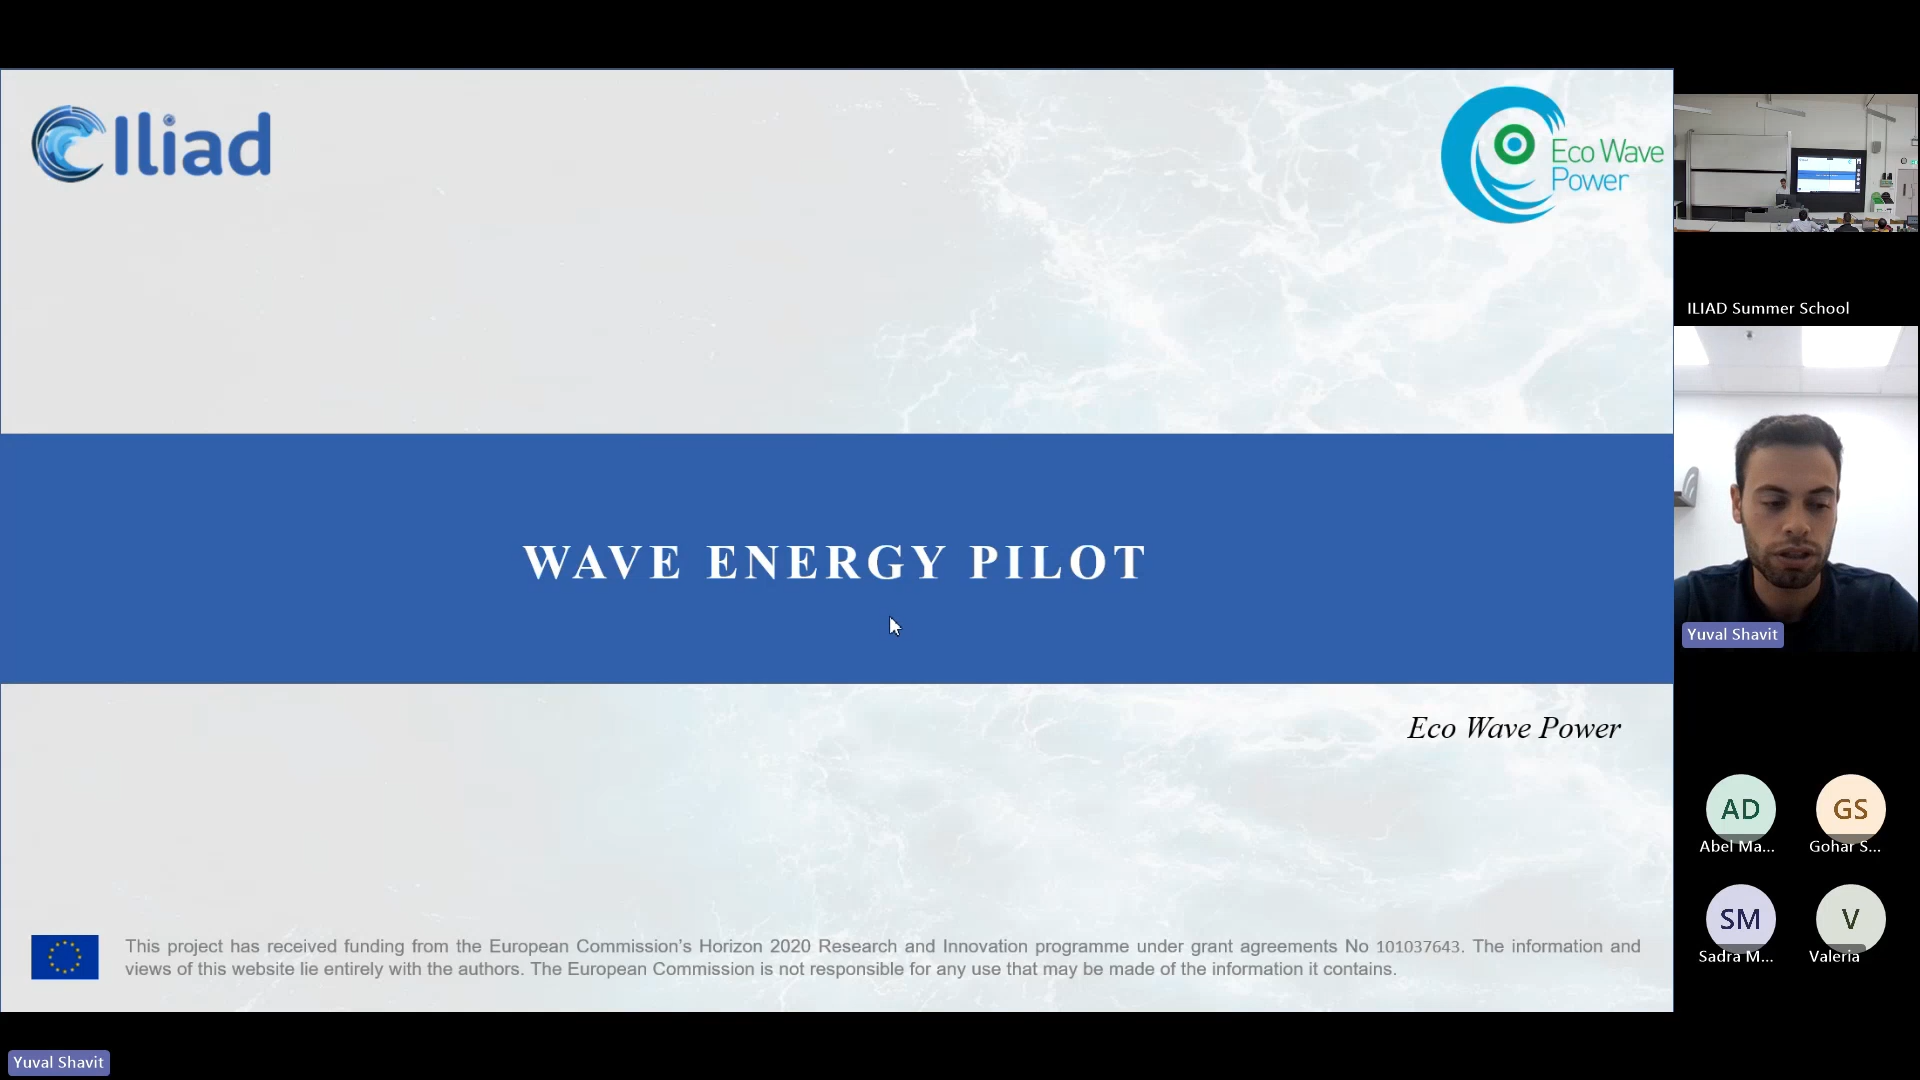 Iliad
Eco Wave
Power
WAVE ENERGY PILOT
Eco Wave Power
This project has received funding from the European Commission's Horizon 2020 Research and Innovation programme under grant agreements No 101037643. The information and
views of this website lie entirely with the authors. The European Commission is not responsible for any use that may be made of the information it contains.
ILIAD Summer School
Yuval Shavit
AD
Abel Ma...
GS
Gohar S...
SM
Sadra M...
V
Valeria
Yuval Shavit